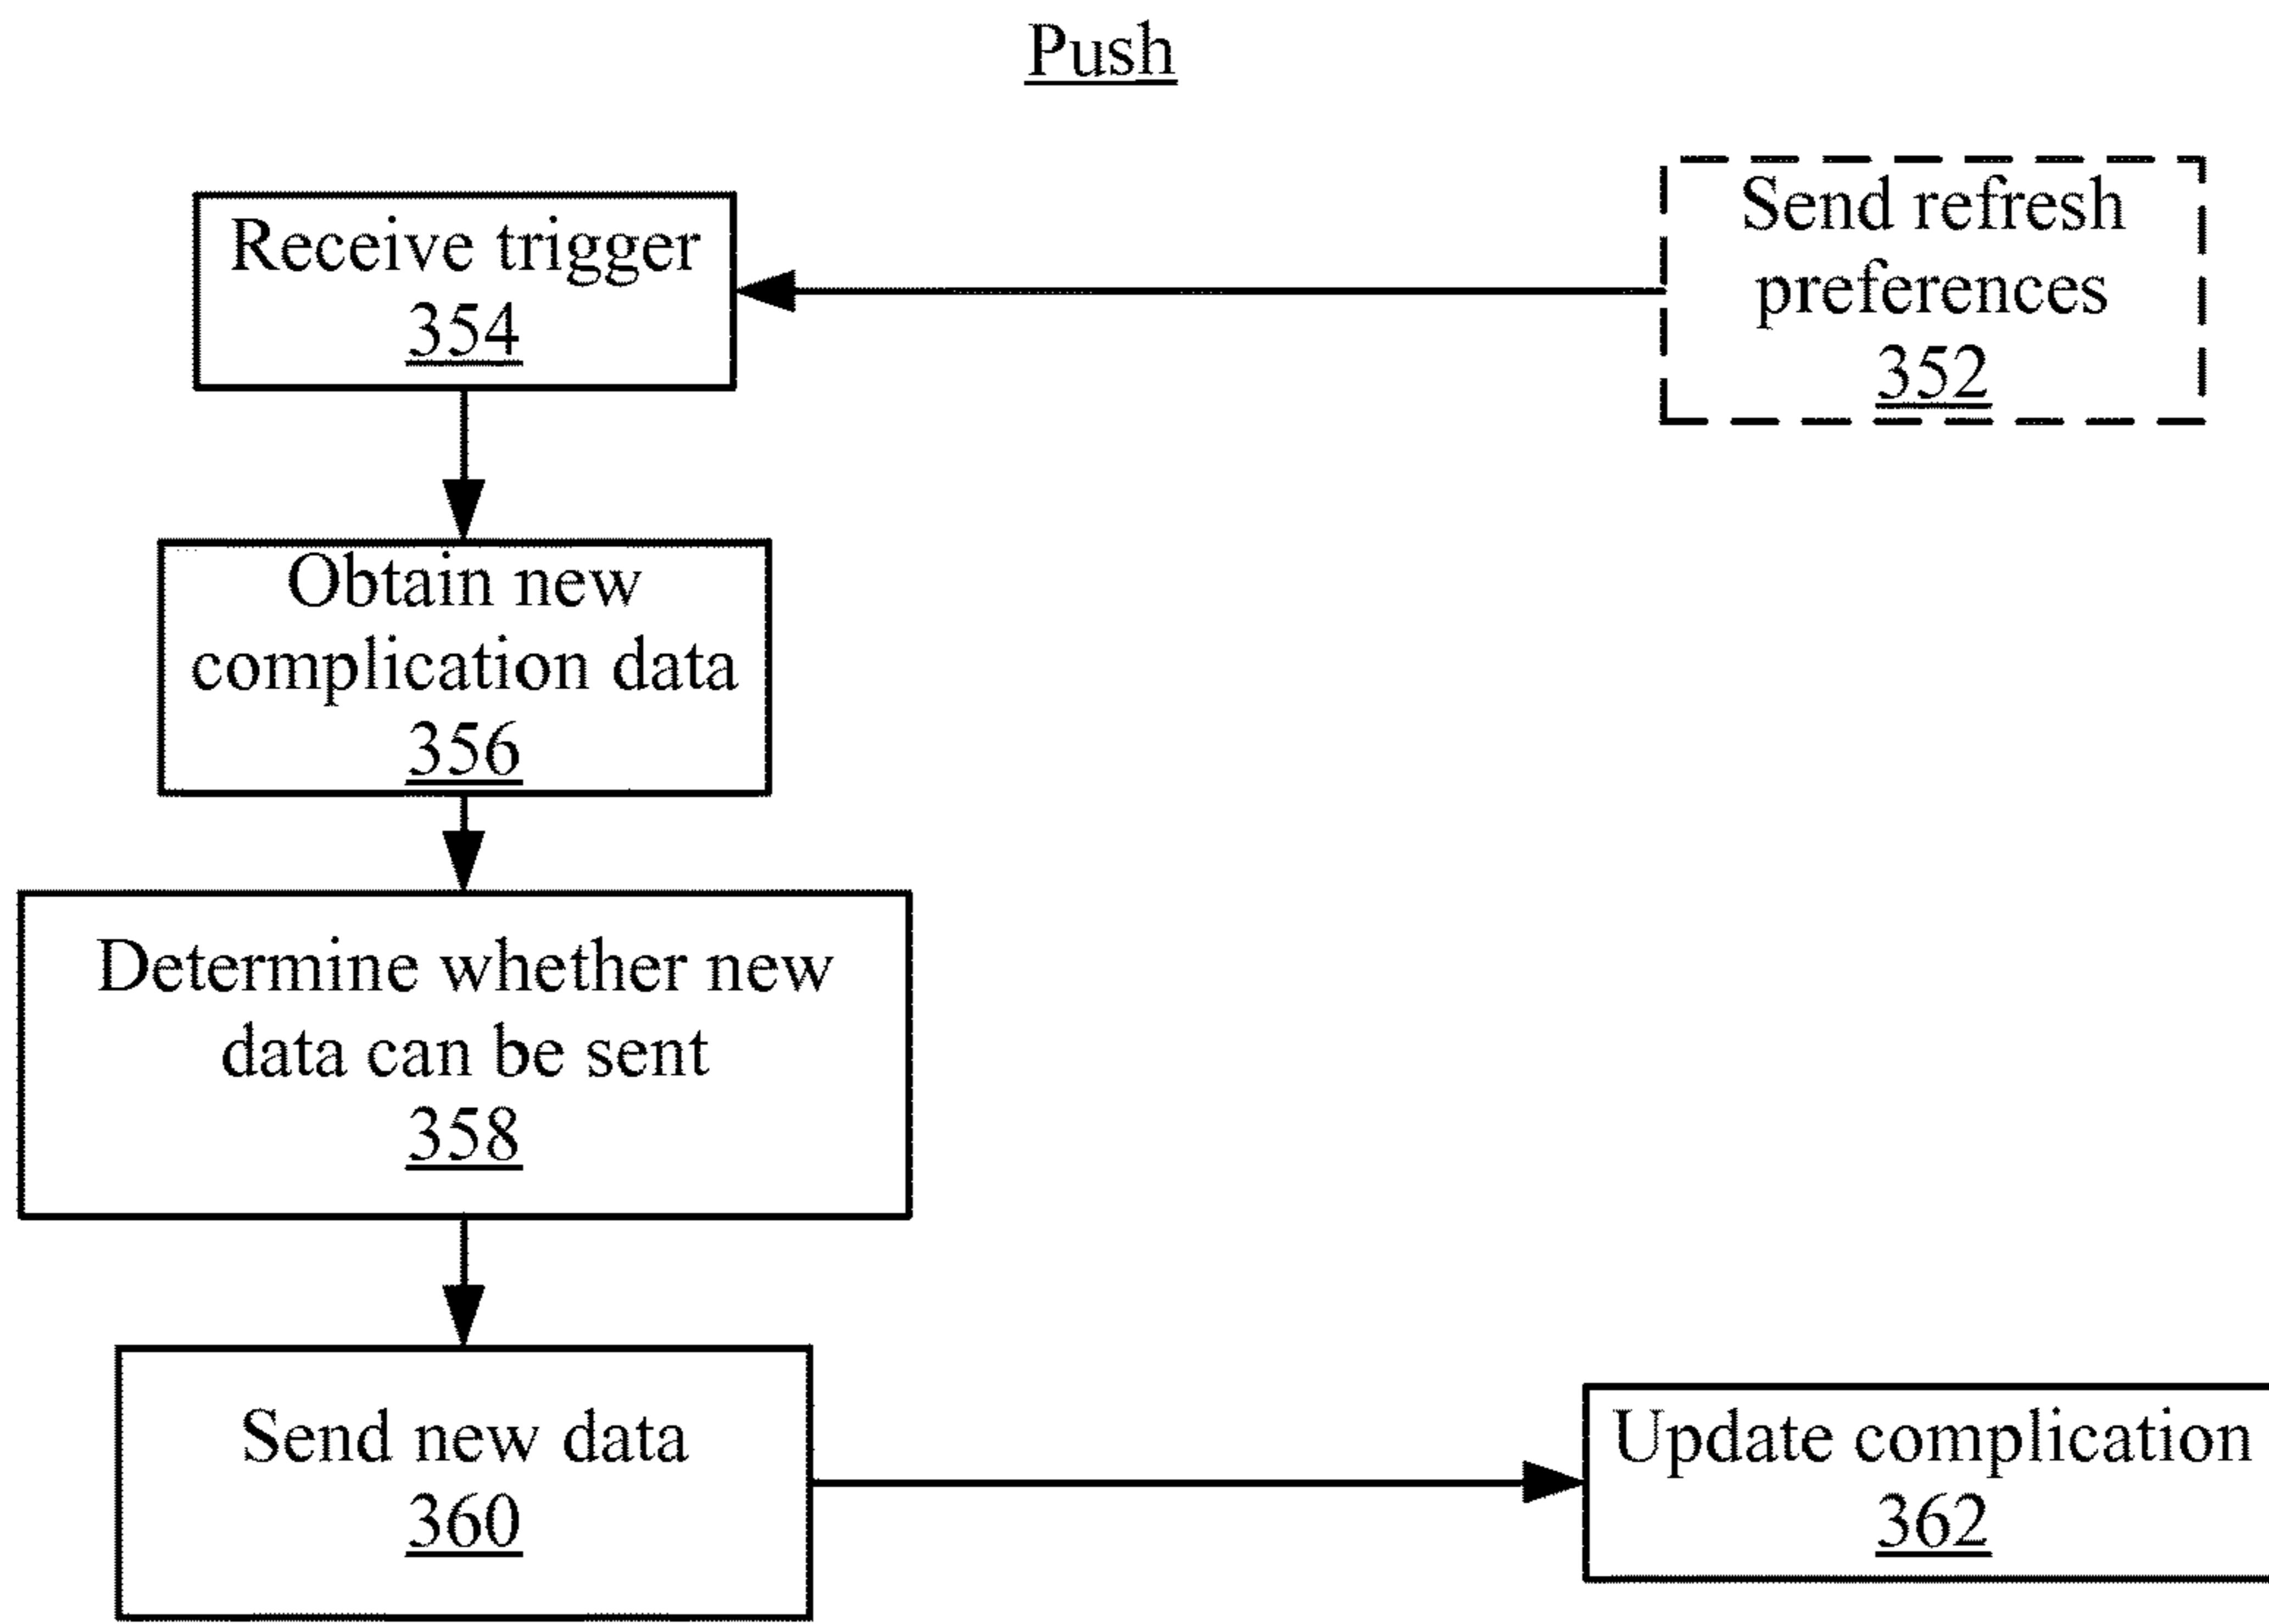 Push
Receive trigger
354
Send refresh
preferences
352
Obtain new
complication data
356
Determine whether new
data can be sent
358
Send new data
360
Update complication
362